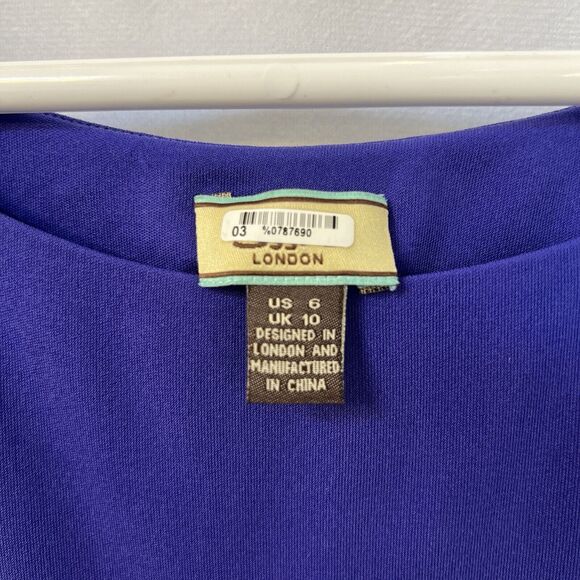 03 %0787690
LONDON
US 6
UK 10
DESIGNED IN
LONDON AND
MANUFACTURED
IN CHINA